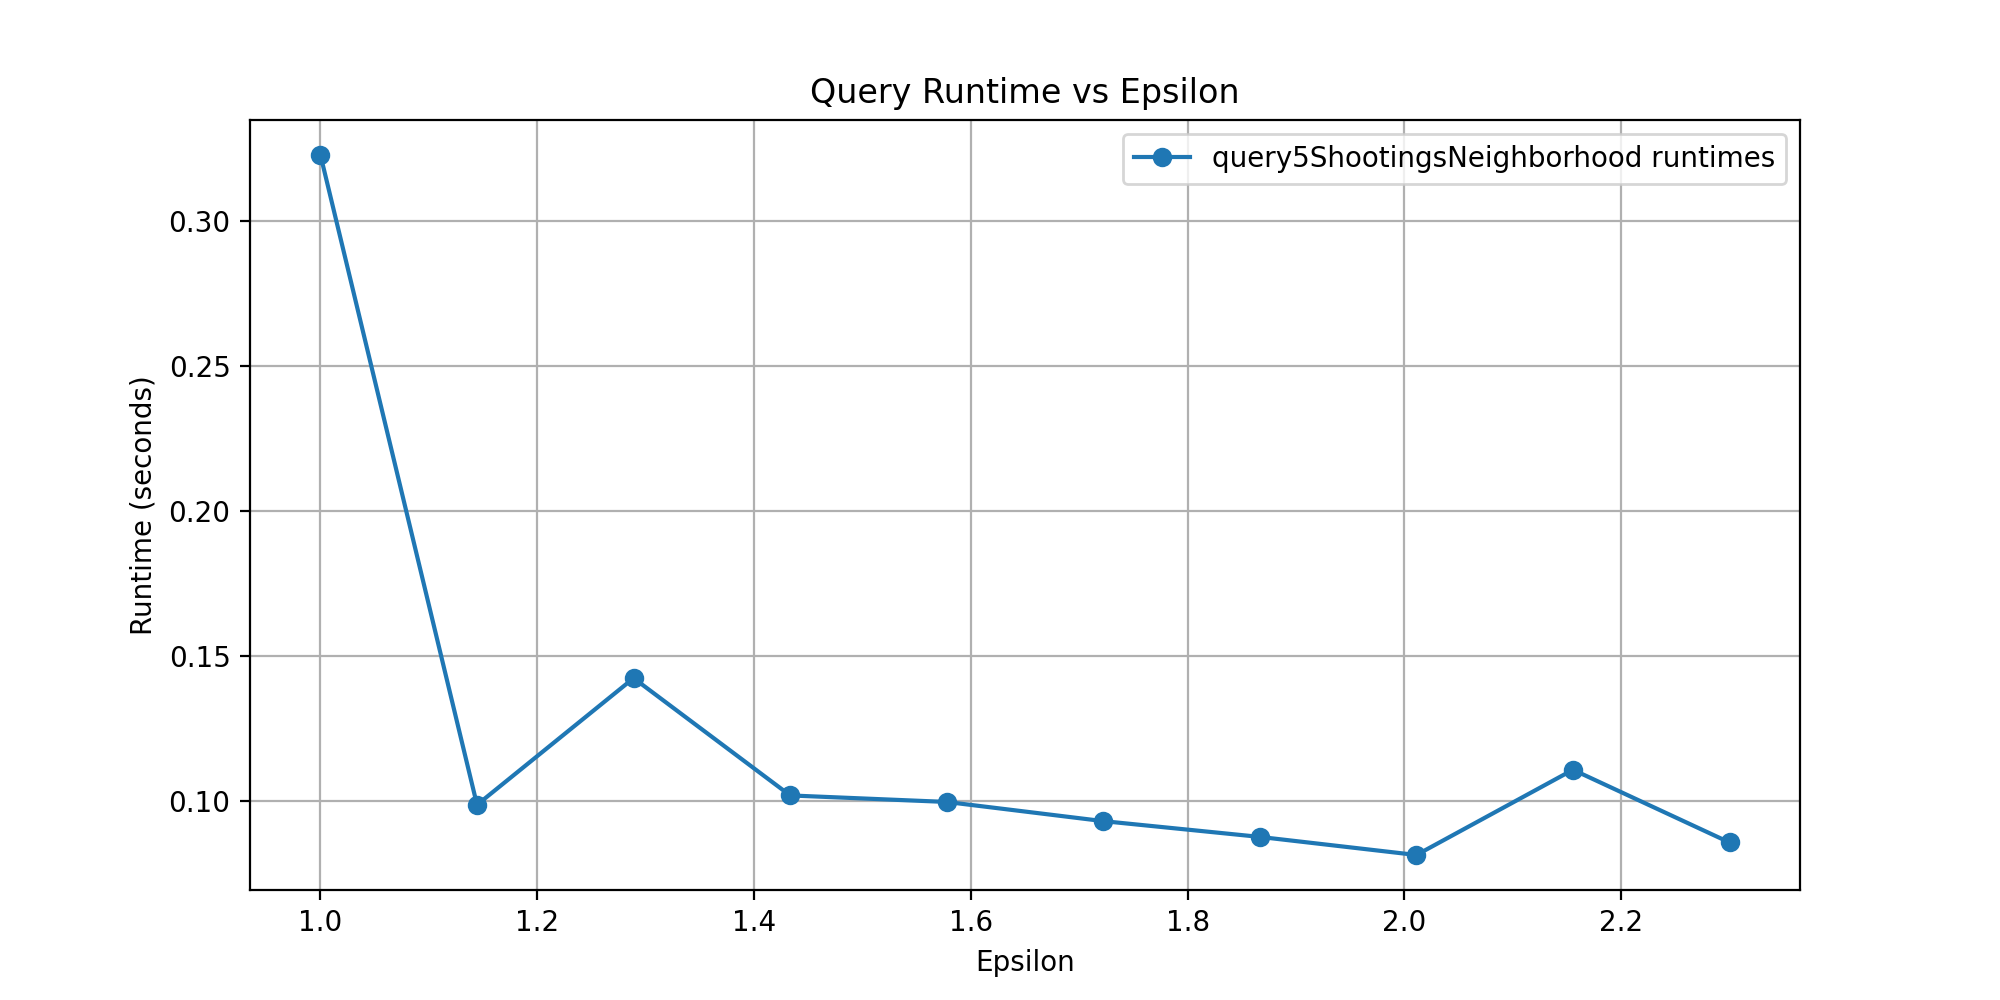 Query Runtime vs Epsilon
query5ShootingsNeighborhood runtimes
0.30
0.25
0.20
0.15
0.10
Runtime (seconds)
1.0 1.2 1.4 1.6 1.8 2.0 2.2
Epsilon